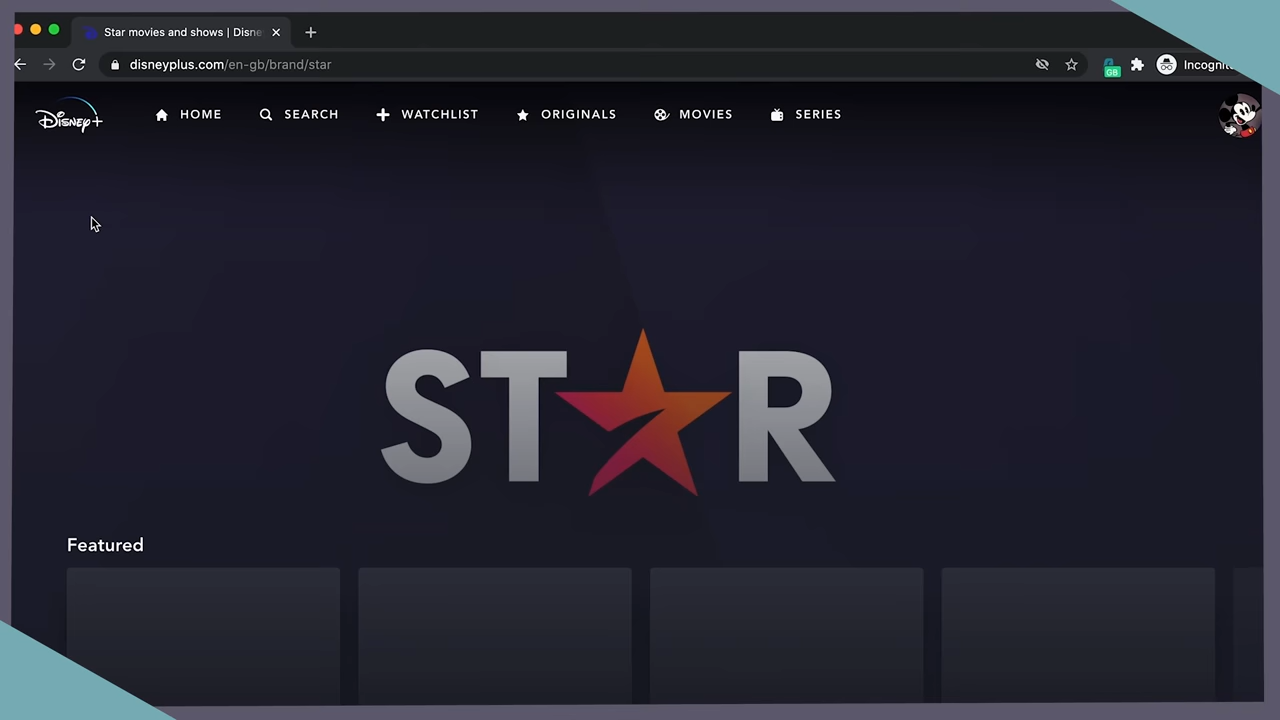 Star movies and shows | Disne
disneyplus.com/en-gb/brand/star
GB
Disney+
HOME
SEARCH
WATCHLIST
ORIGINALS
MOVIES
SERIES
STAR
Featured